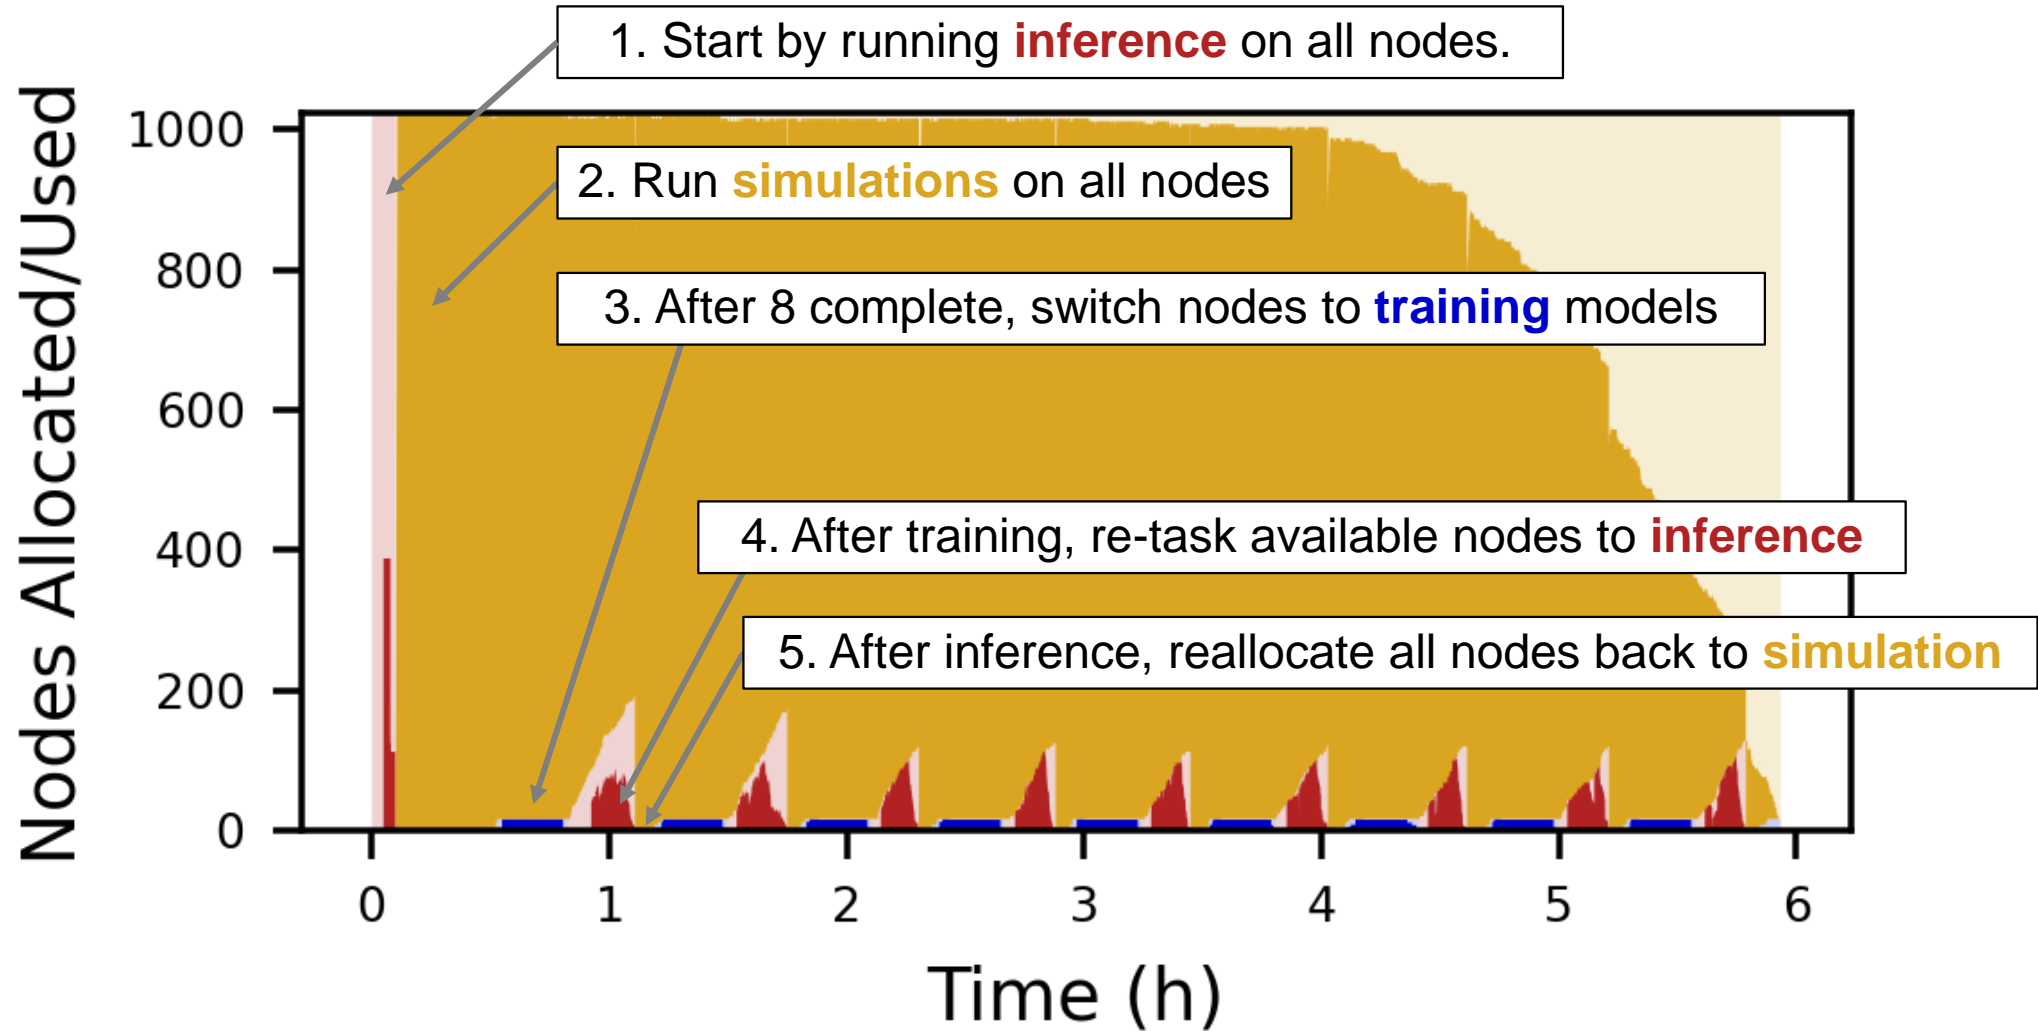 1. Start by running inference on all nodes.
2. Run simulations on all nodes
3. After 8 complete, switch nodes to training models
4. After training, re-task available nodes to inference
5. After inference, reallocate all nodes back to simulation
Nodes Allocated/Used
1000
800
600
400
200
0
0 1 2 3 4 5 6
Time (h)